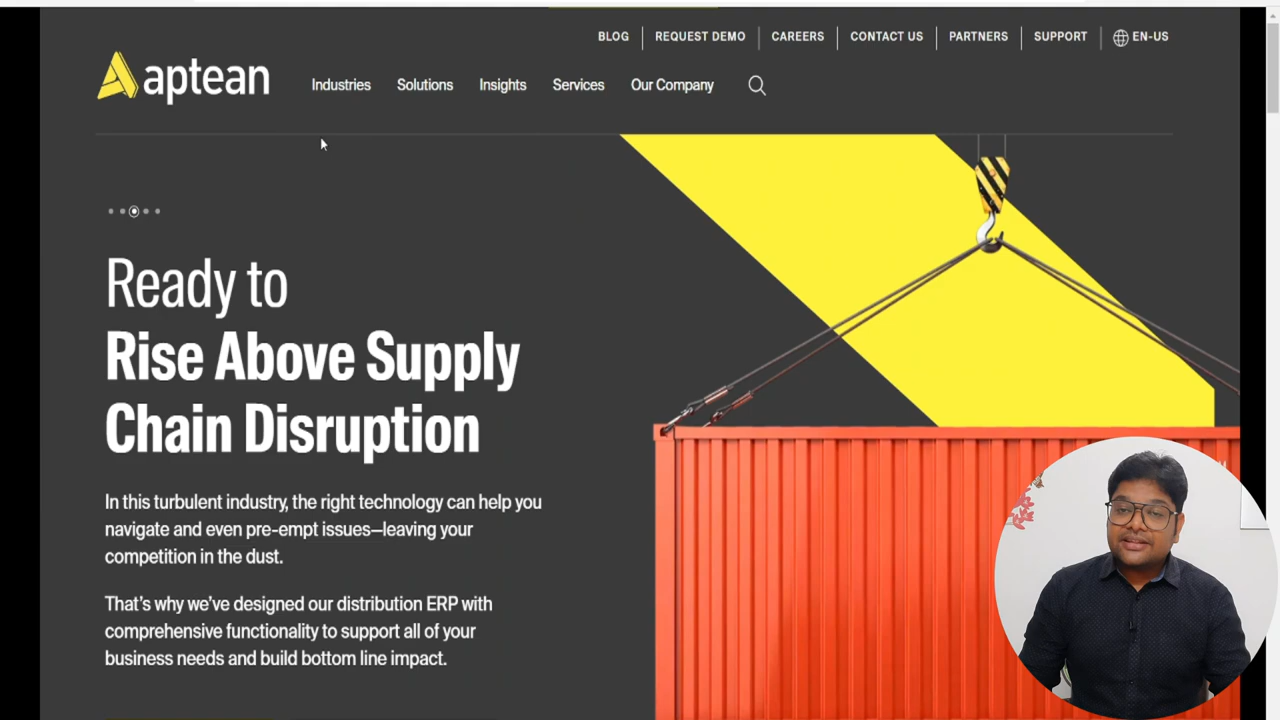 BLOG
REQUEST DEMO
CAREERS
CONTACT US
PARTNERS
SUPPORT
EN-US
aptean
Industries
Solutions
Insights
Services
Our Company
Ready to
Rise Above Supply
Chain Disruption
In this turbulent industry, the right technology can help you
navigate and even pre-empt issues—leaving your
competition in the dust.
That's why we've designed our distribution ERP with
comprehensive functionality to support all of your
business needs and build bottom line impact.